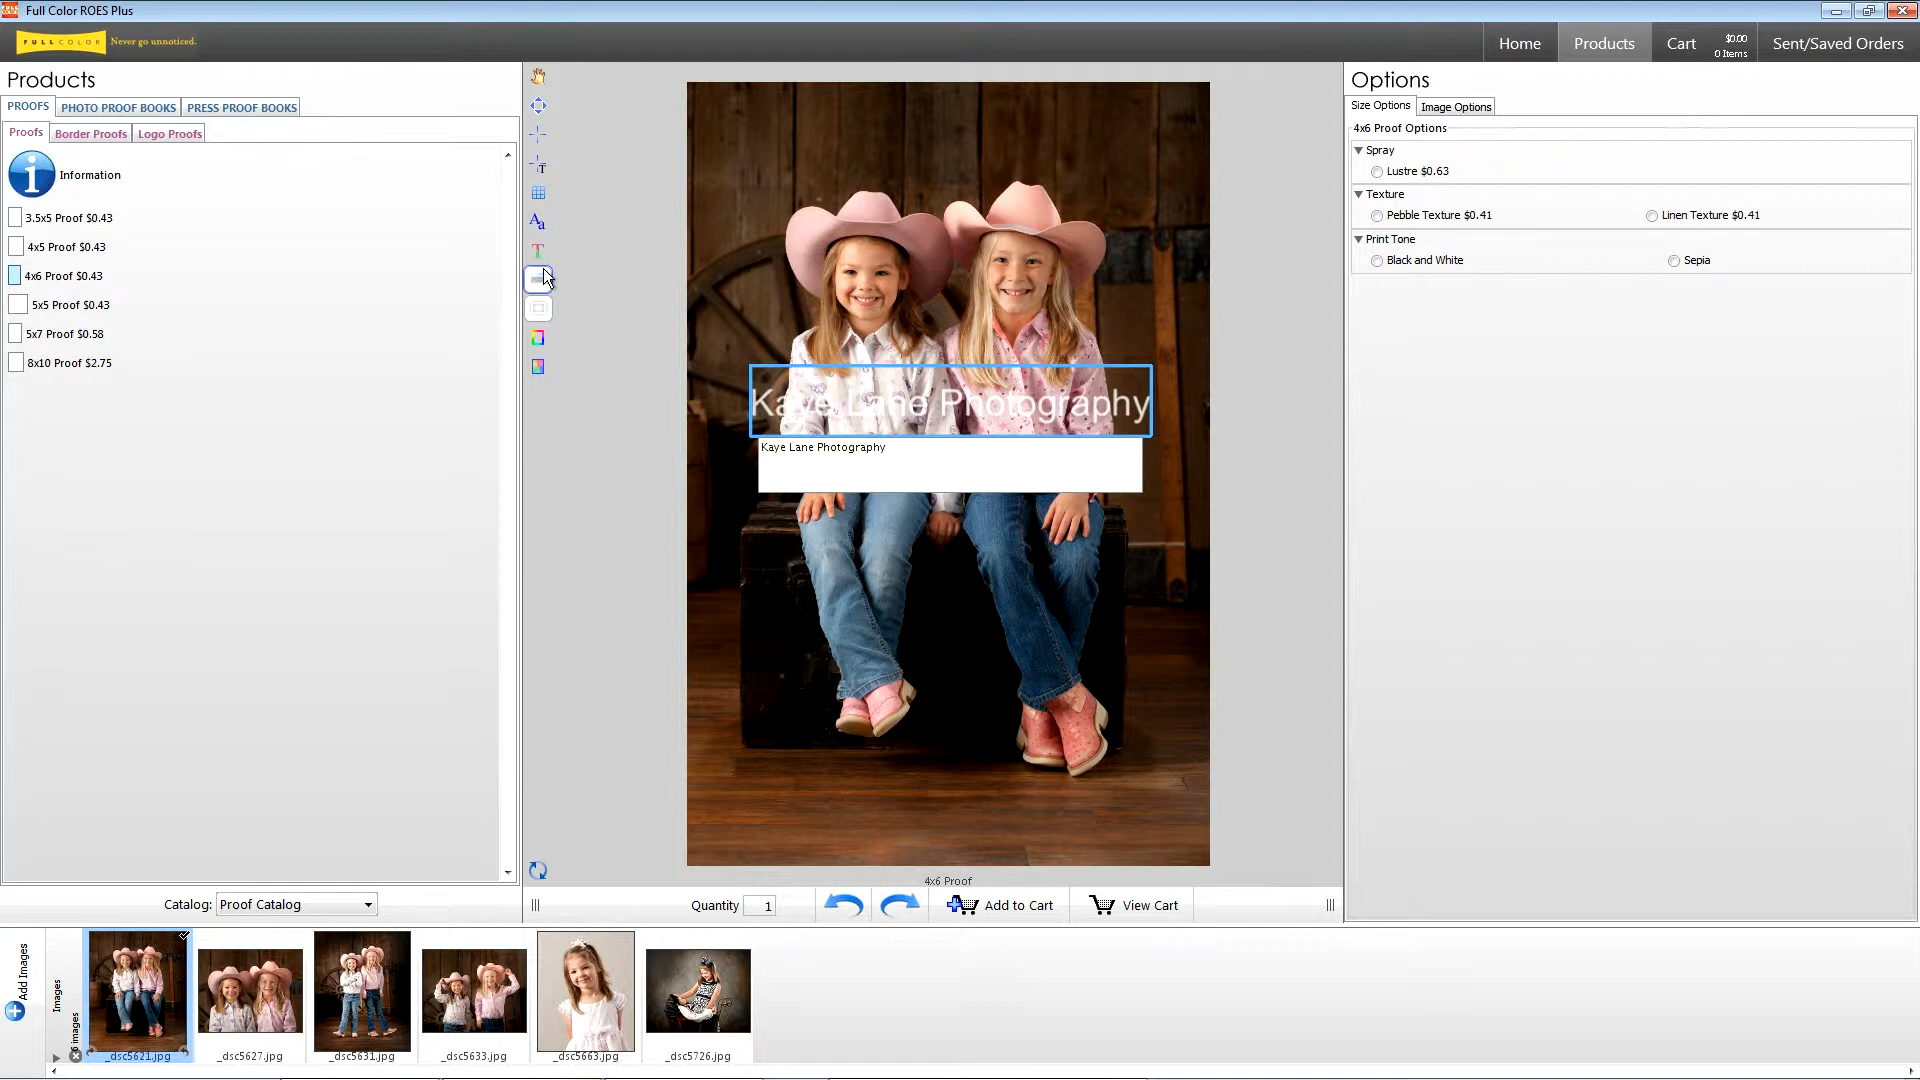 Full Color ROES Plus
FULLCOLOR Never go unnoticed.
Home
Products
Cart
$0.00
0 Items
Sent/Saved Orders
Products
PROOFS
PHOTO PROOF BOOKS
PRESS PROOF BOOKS
Proofs
Border Proofs
Logo Proofs
Information
3.5x5 Proof $0.43
4x5 Proof $0.43
4x6 Proof $0.43
5x5 Proof $0.43
5x7 Proof $0.58
8x10 Proof $2.75
Catalog: Proof Catalog
T
Aa
T
Kaye Lane Photography
Kaye Lane Photography
4x6 Proof
Quantity 1
Add to Cart
View Cart
Options
Size Options
Image Options
4x6 Proof Options
Spray
Lustre $0.63
Texture
Pebble Texture $0.41
Linen Texture $0.41
Print Tone
Black and White
Sepia
Add Images
Images
6 images
_dsc5621.jpg
_dsc5627.jpg
_dsc5631.jpg
_dsc5633.jpg
_dsc5663.jpg
_dsc5726.jpg